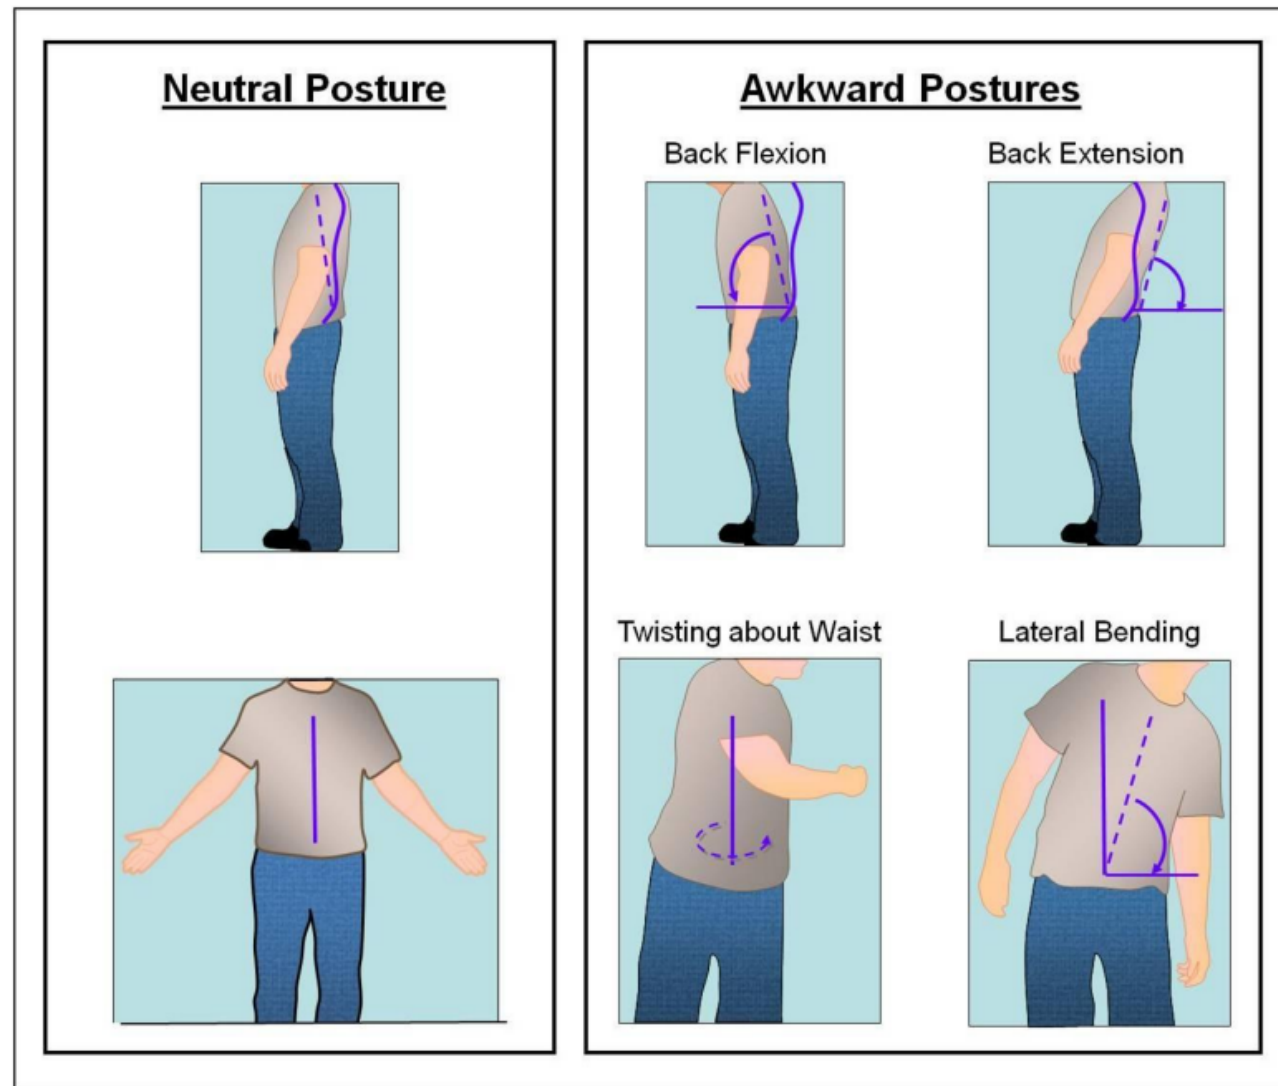 Neutral Posture
Awkward Postures
Back Flexion
Back Extension
Twisting about Waist
Lateral Bending